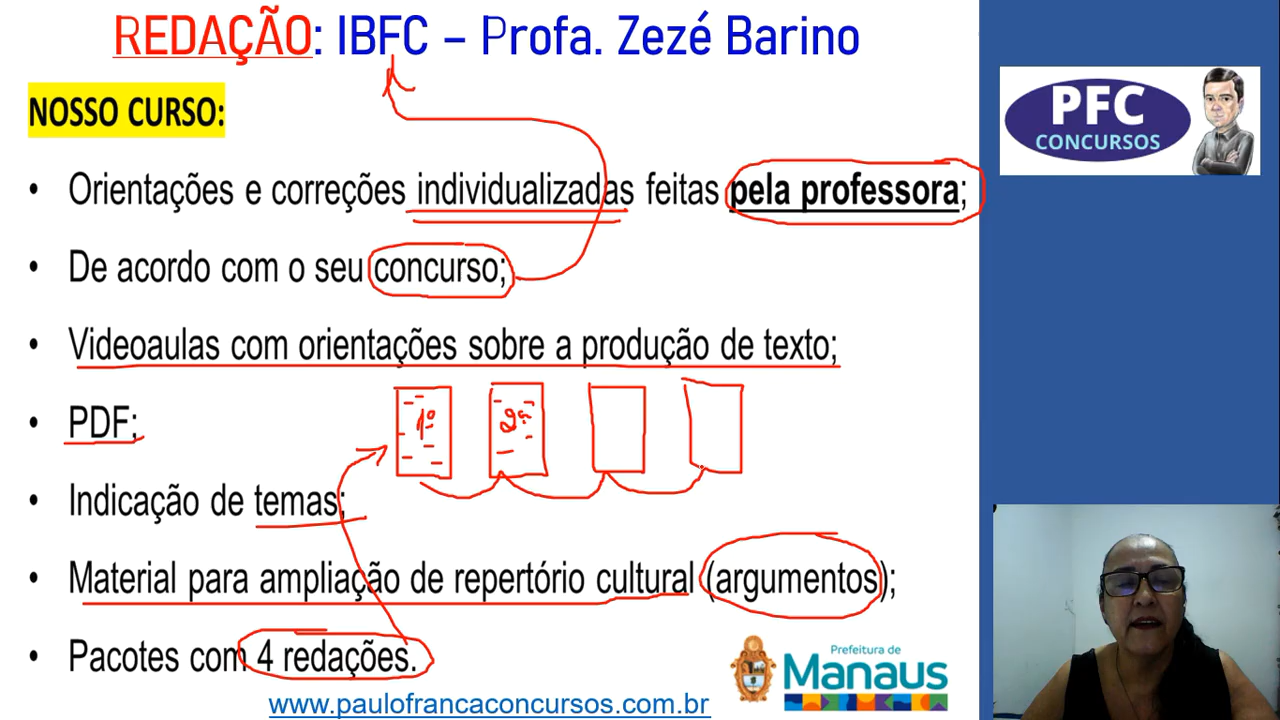 REDAÇÃO: IBFC – Profa. Zezé Barino
NOSSO CURSO:
• Orientações e correções individualizadas feitas pela professora;
• De acordo com o seu concurso;
• Videoaulas com orientações sobre a produção de texto;
• PDF;
1ª 2ª
• Indicação de temas;
• Material para ampliação de repertório cultural (argumentos);
• Pacotes com 4 redações.
www.paulofrancaconcursos.com.br
Prefeitura de
Manaus
PFC
CONCURSOS